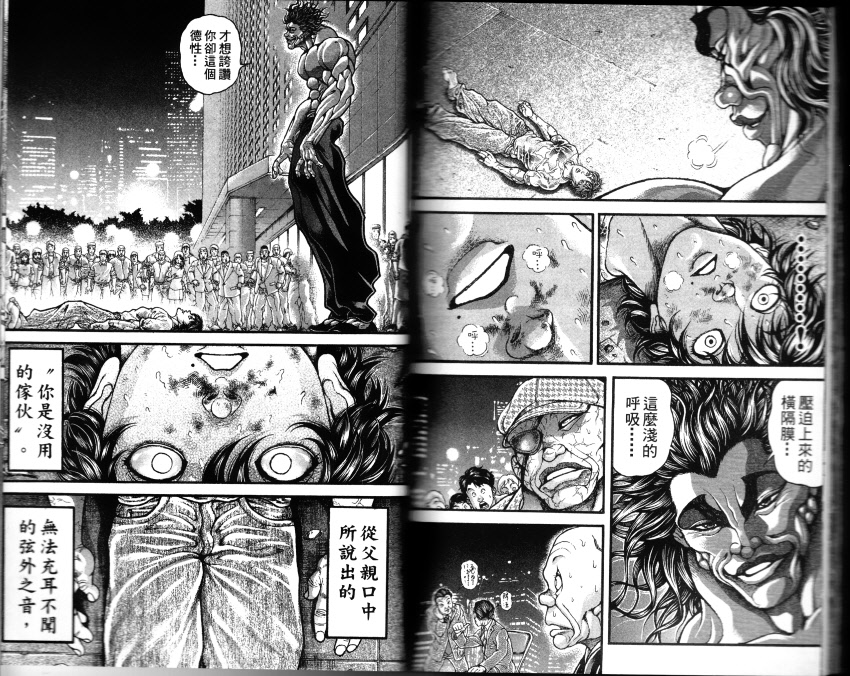 ………!
呼…
呼…
壓迫上來的
橫隔膜…
這麼淺的
呼吸……
才想誇讚
你卻這個
德性…
〝你是沒用
的傢伙〞。
從父親口中
所說出的
無法充耳不聞
的弦外之音,